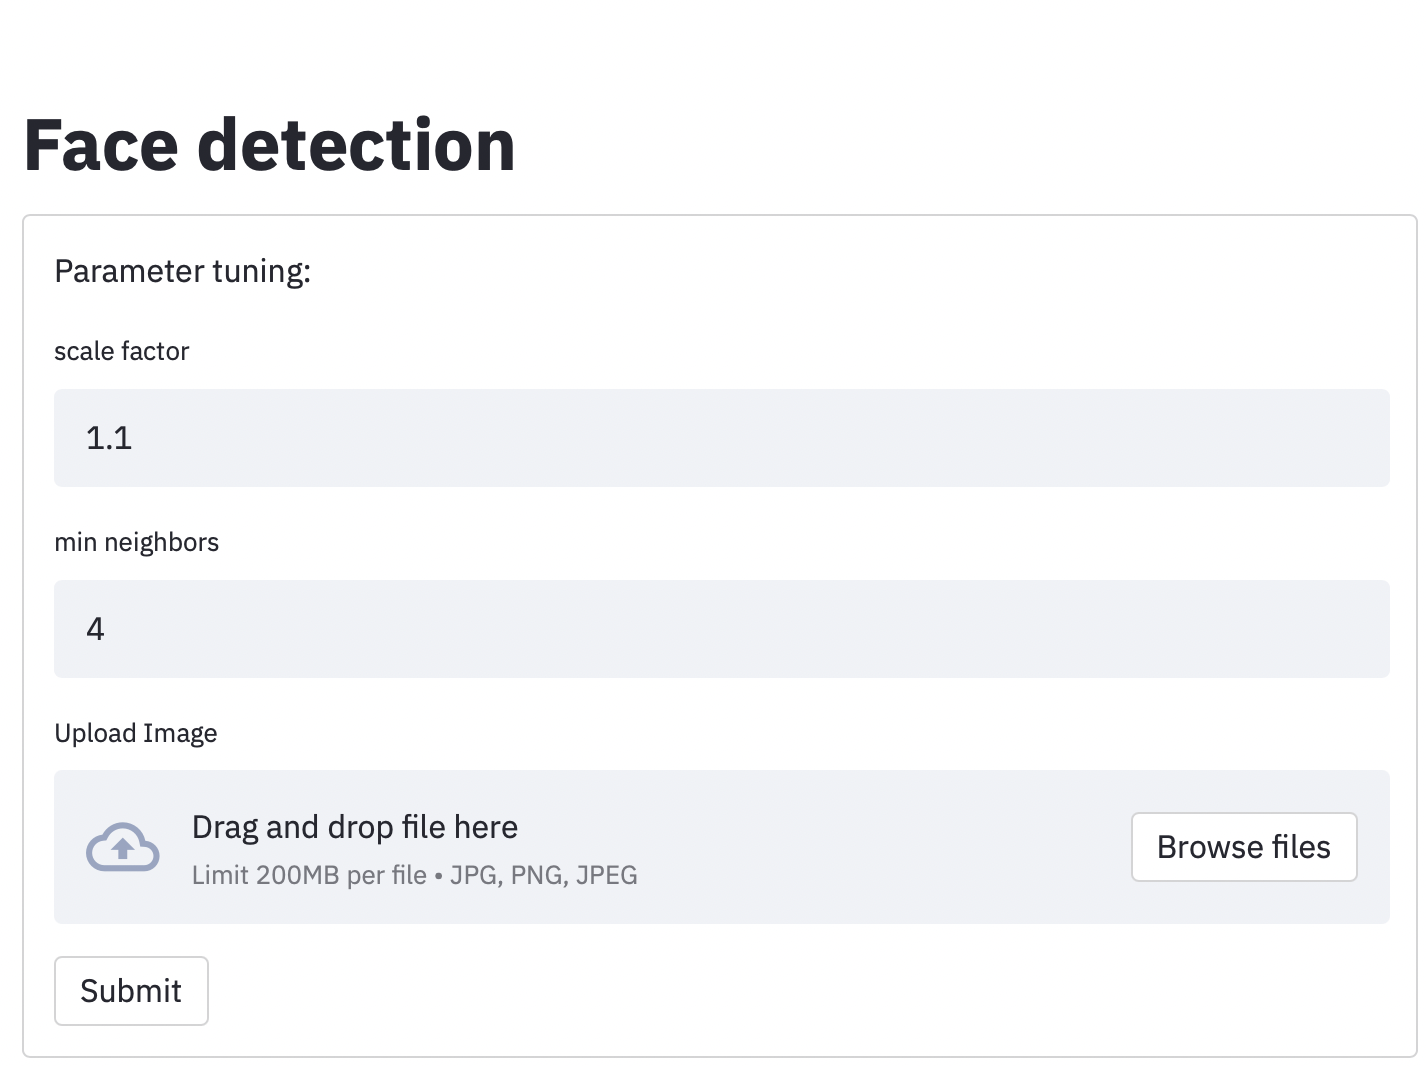 Face detection
Parameter tuning:
scale factor
1.1
min neighbors
4
Upload Image
Drag and drop file here
Limit 200MB per file • JPG, PNG, JPEG
Browse files
Submit